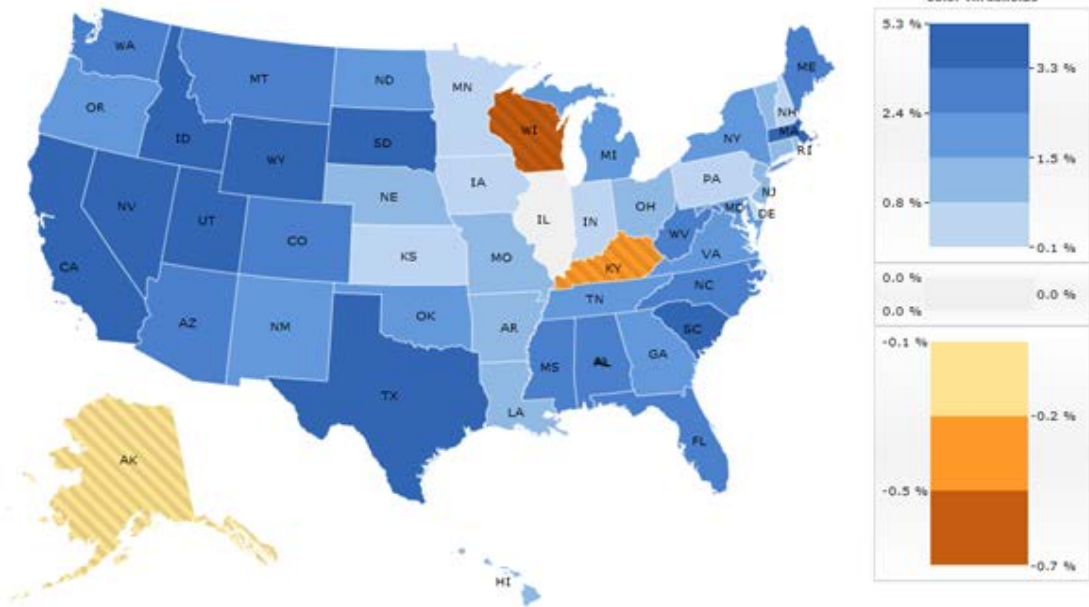 WA
MT
ND
MN
ME
OR
ID
SD
WI
NH
WY
NY
MA
MI
RI
IA
PA
NE
NV
IL
IN
OH
NJ
UT
MD
DE
CO
WV
CA
KS
MO
KY
VA
NC
AZ
NM
OK
TN
AR
SC
MS
AL
GA
TX
LA
FL
AK
HI
5.3 %
3.3 %
2.4 %
1.5 %
0.8 %
0.1 %
0.0 %
0.0 %
0.0 %
-0.1 %
-0.2 %
-0.5 %
-0.7 %